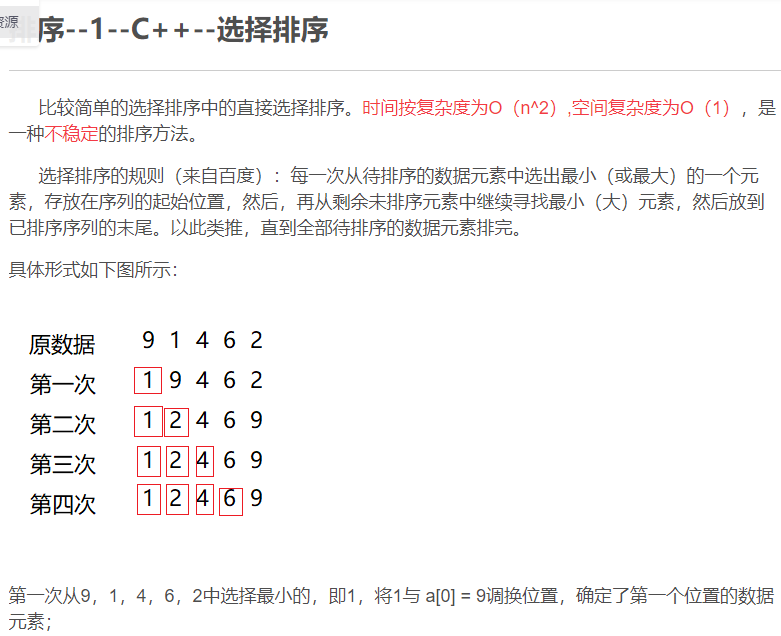 资源
排序--1--C++--选择排序
比较简单的选择排序中的直接选择排序。时间按复杂度为O（n^2）,空间复杂度为O（1），是
一种不稳定的排序方法。
选择排序的规则（来自百度）：每一次从待排序的数据元素中选出最小（或最大）的一个元
素，存放在序列的起始位置，然后，再从剩余未排序元素中继续寻找最小（大）元素，然后放到
已排序序列的末尾。以此类推，直到全部待排序的数据元素排完。
具体形式如下图所示：
原数据 9 1 4 6 2
第一次 1 9 4 6 2
第二次 1 2 4 6 9
第三次 1 2 4 6 9
第四次 1 2 4 6 9
第一次从9，1，4，6，2中选择最小的，即1，将1与 a[0] = 9调换位置，确定了第一个位置的数据
元素；